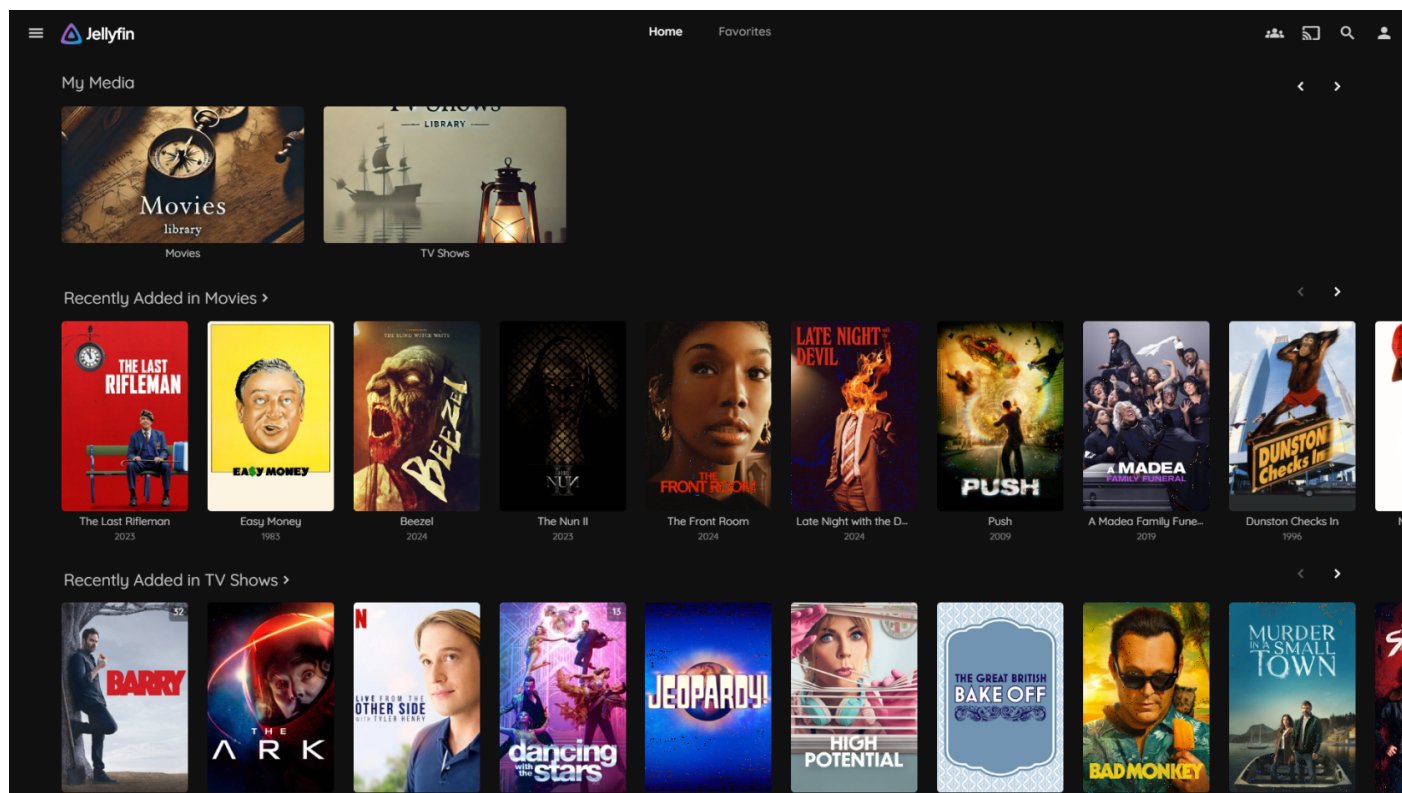 Jellyfin
Home
Favorites
My Media
Movies
library
Movies
TV Shows
LIBRARY
TV Shows
Recently Added in Movies
THE LAST
RIFLEMAN
The Last Rifleman
2023
EA$Y MONEY
Easy Money
1983
BEEZEL
Beezel
2024
THE
NUN
II
The Nun II
2023
THE
FRONT ROOM
The Front Room
2024
LATE NIGHT with the
DEVIL
Late Night with the D...
2024
PUSH
Push
2009
A MADEA
FAMILY FUNERAL
A Madea Family Fune...
2019
DUNSTON
Checks In
Dunston Checks In
1996
Recently Added in TV Shows
32
BARRY
THE
ARK
N
LIVE FROM THE
OTHER SIDE
WITH TYLER HENRY
13
dancing
with the stars
JEOPARDY!
HIGH
POTENTIAL
THE GREAT BRITISH
BAKE OFF
BAD MONKEY
MURDER
IN A SMALL
TOWN